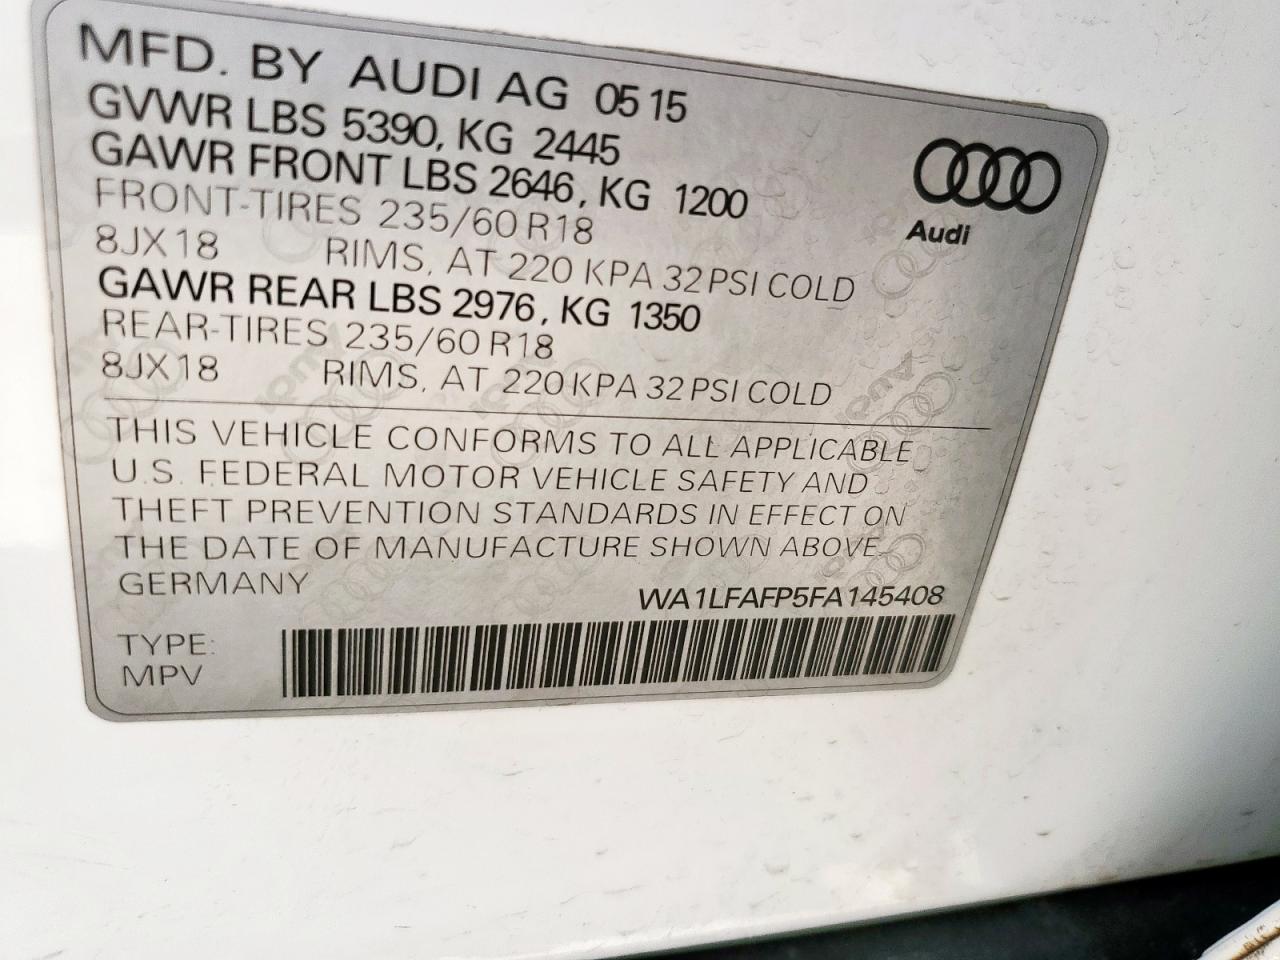 MFD. BY AUDI AG 05 15
GVWR LBS 5390, KG 2445
GAWR FRONT LBS 2646, KG 1200
FRONT-TIRES 235/60 R18
8JX18 RIMS, AT 220 KPA 32 PSI COLD
GAWR REAR LBS 2976, KG 1350
REAR-TIRES 235/60 R18
8JX18 RIMS, AT 220 KPA 32 PSI COLD
Audi
THIS VEHICLE CONFORMS TO ALL APPLICABLE
U.S. FEDERAL MOTOR VEHICLE SAFETY AND
THEFT PREVENTION STANDARDS IN EFFECT ON
THE DATE OF MANUFACTURE SHOWN ABOVE.
GERMANY WA1LFAFP5FA145408
TYPE:
MPV